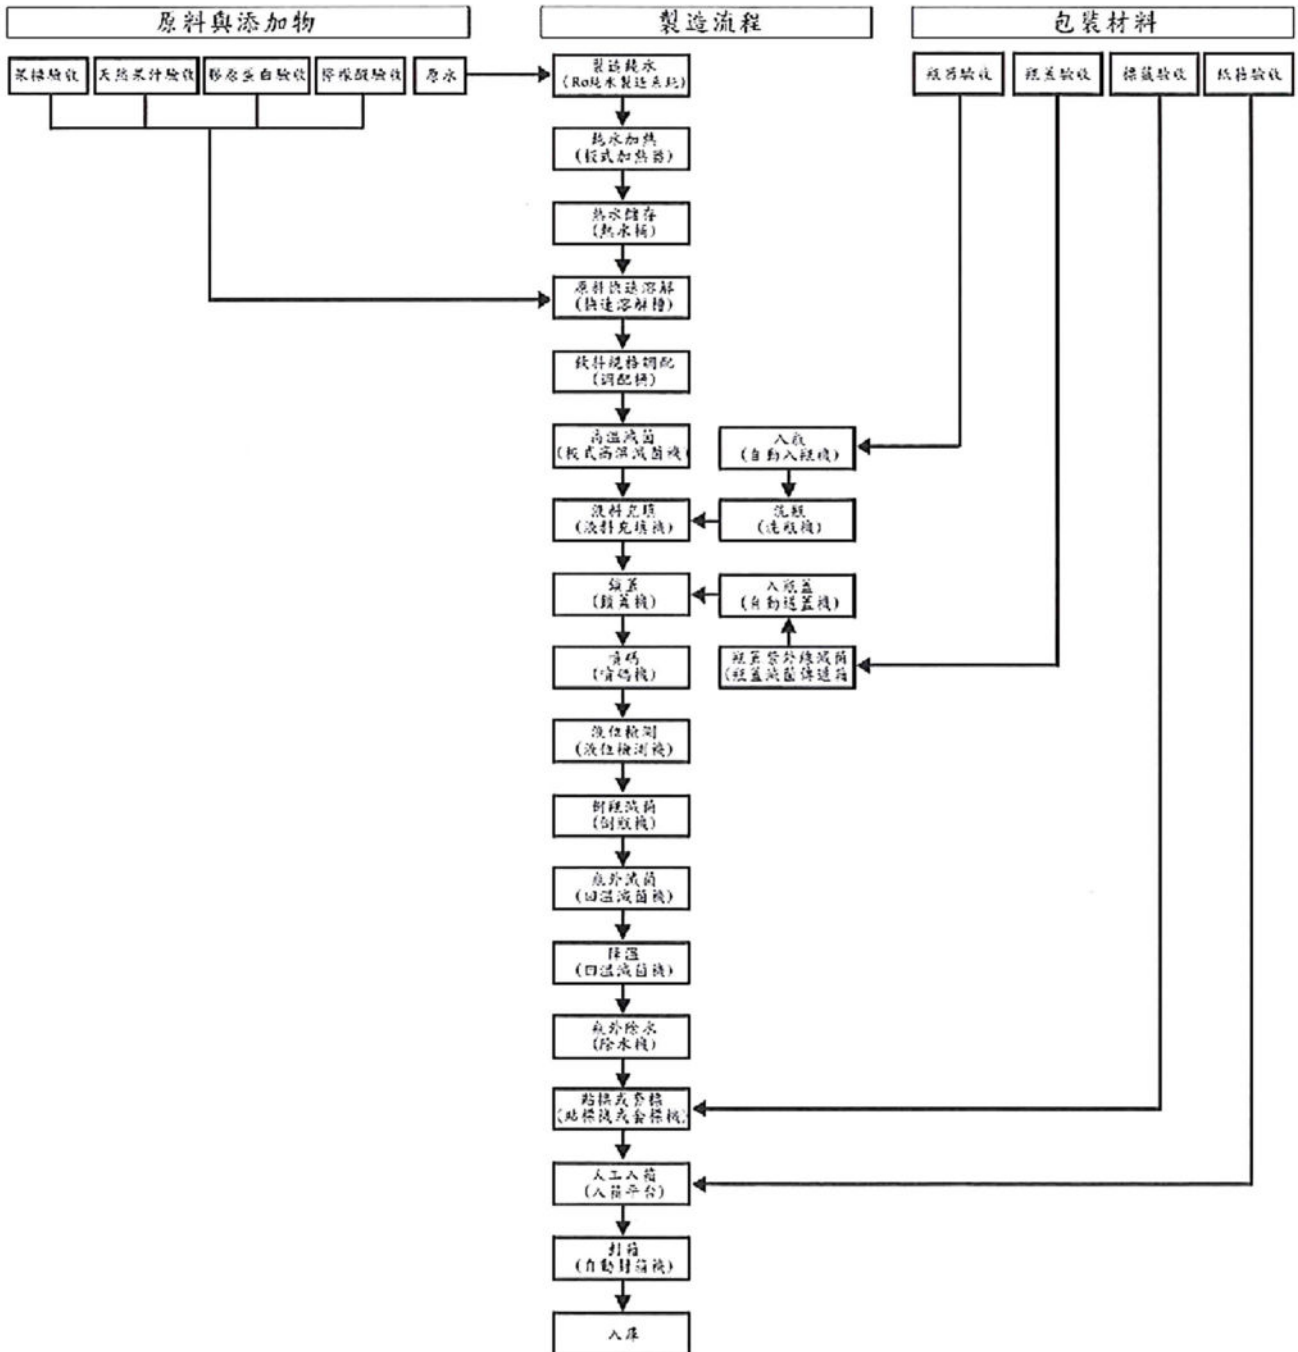 原料與添加物
製造流程
包裝材料
果糖驗收
天然果汁驗收
膠原蛋白驗收
檸檬酸驗收
原水
製造純水
(Ro純水製造系統)
瓶器驗收
瓶蓋驗收
標籤驗收
紙箱驗收
純水加熱
(板式加熱器)
熱水儲存
(熱水桶)
原料快速溶解
(快速溶解槽)
飲料規格調配
(調配桶)
高溫滅菌
(板式高溫滅菌機)
入瓶
(自動入瓶機)
液料充填
(液料充填機)
洗瓶
(洗瓶機)
鎖蓋
(鎖蓋機)
入瓶蓋
(自動送蓋機)
噴碼
(噴碼機)
瓶蓋紫外線滅菌
(瓶蓋滅菌傳送箱
液位檢測
(液位檢測機)
倒瓶滅菌
(倒瓶機)
瓶外滅菌
(回溫滅菌機)
降溫
(回溫滅菌機)
瓶外除水
(除水機)
貼標或套標
(貼標機或套標機)
人工入箱
(入箱平台)
封箱
(自動封箱機)
入庫